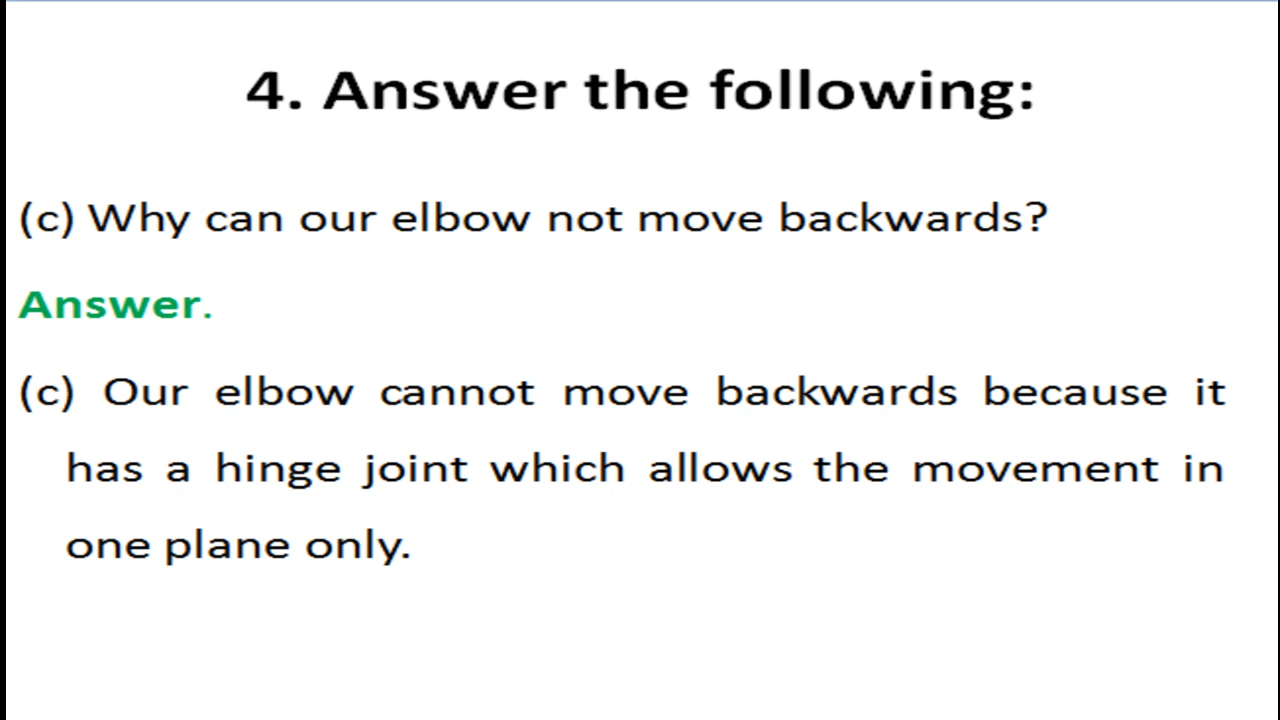 4. Answer the following:
(c) Why can our elbow not move backwards?
Answer.
(c) Our elbow cannot move backwards because it
has a hinge joint which allows the movement in
one plane only.